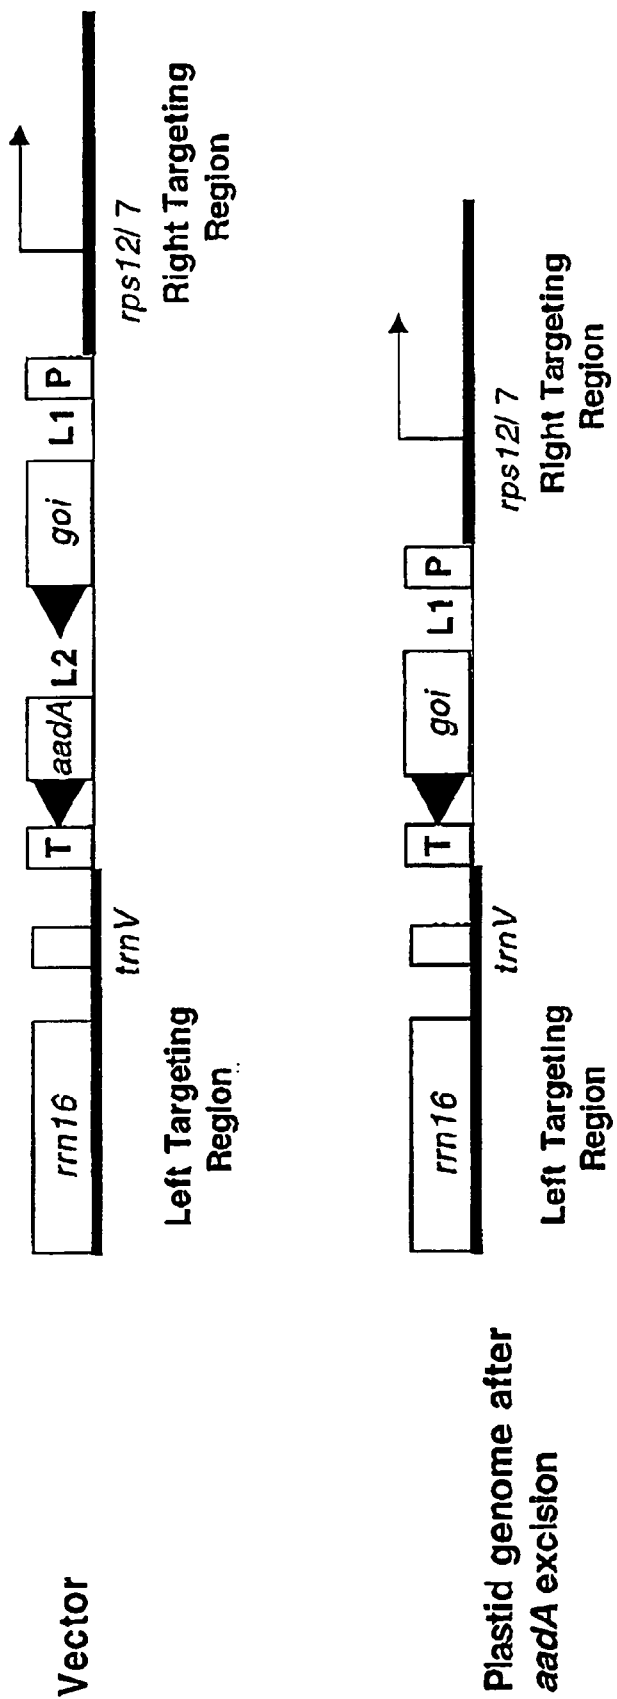 Vector
rrn16
T
aadA
L2
goi
L1
P
trnV
rps12/7
Left Targeting
Region
Right Targeting
Region
Plastid genome after
aadA excision
rrn16
T
goi
L1
P
trnV
rps12/7
Left Targeting
Region
Right Targeting
Region